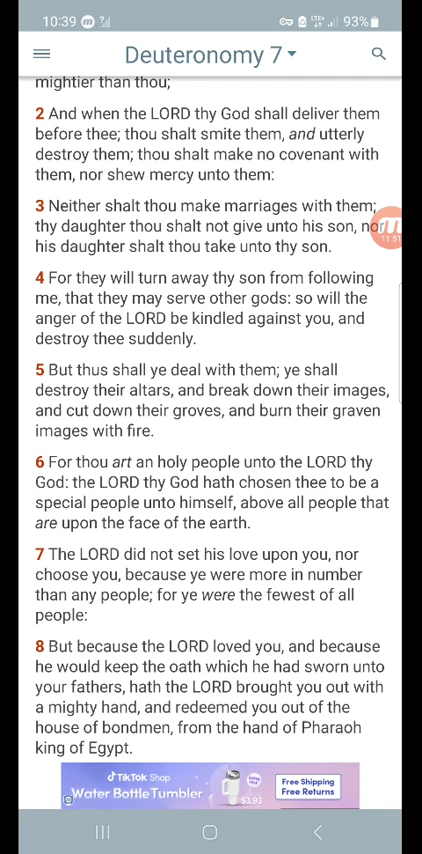 10:39
LTE+ 93%
Deuteronomy 7
mightier than thou;
2 And when the LORD thy God shall deliver them
before thee; thou shalt smite them, and utterly
destroy them; thou shalt make no covenant with
them, nor shew mercy unto them:
3 Neither shalt thou make marriages with them;
thy daughter thou shalt not give unto his son, nor
11:51
his daughter shalt thou take unto thy son.
4 For they will turn away thy son from following
me, that they may serve other gods: so will the
anger of the LORD be kindled against you, and
destroy thee suddenly.
5 But thus shall ye deal with them; ye shall
destroy their altars, and break down their images,
and cut down their groves, and burn their graven
images with fire.
6 For thou art an holy people unto the LORD thy
God: the LORD thy God hath chosen thee to be a
special people unto himself, above all people that
are upon the face of the earth.
7 The LORD did not set his love upon you, nor
choose you, because ye were more in number
than any people; for ye were the fewest of all
people:
8 But because the LORD loved you, and because
he would keep the oath which he had sworn unto
your fathers, hath the LORD brought you out with
a mighty hand, and redeemed you out of the
house of bondmen, from the hand of Pharaoh
king of Egypt.
TikTok Shop
Water Bottle Tumbler
$3.93
Free Shipping
Free Returns